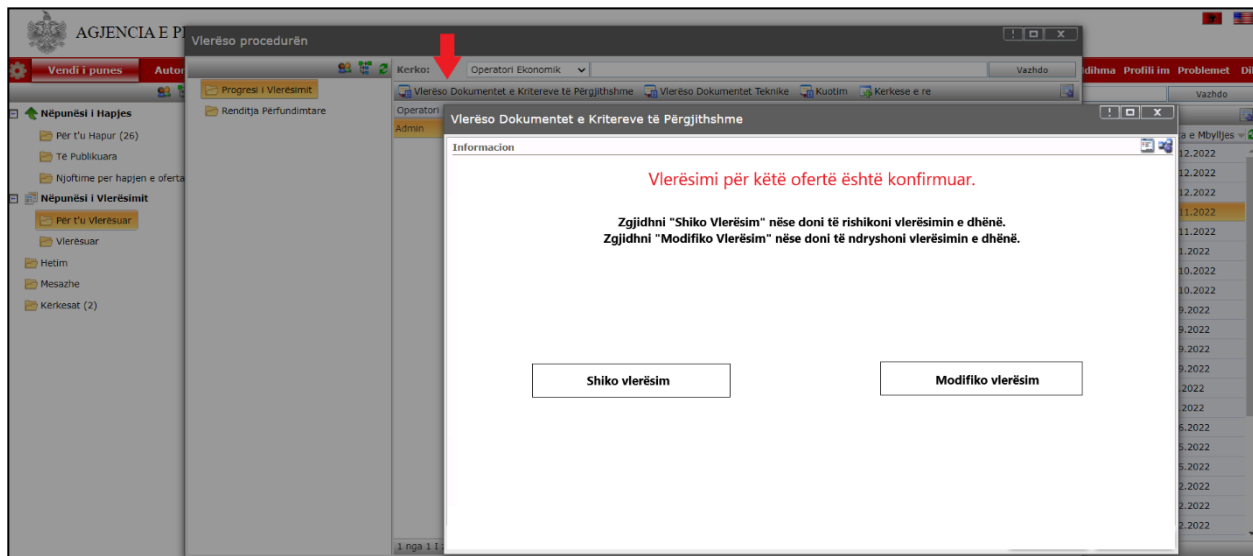 AGJENCIA E P
Vlerëso procedurën
Vendi i punes
Autor
Kerko:
Operatori Ekonomik
Vazhdo
Profili im
Problemet
Vazhdo
Progresi i Vlerësimit
Vlerëso Dokumentet e Kritereve të Përgjithshme
Vlerëso Dokumentet Teknike
Kuotim
Kerkese e re
Nëpunësi i Hapjes
Renditja Përfundimtare
Operatori
Vlerëso Dokumentet e Kritereve të Përgjithshme
a e Mbylljes
Për t'u Hapur (26)
Admin
Informacion
12.2022
Të Publikuara
12.2022
Njoftime per hapjen e oferta
Vlerësimi për këtë ofertë është konfirmuar.
12.2022
Nëpunësi i Vlerësimit
11.2022
Për t'u Vlerësuar
Zgjidhni "Shiko Vlerësim" nëse doni të rishikoni vlerësimin e dhënë.
11.2022
Vlerësuar
Zgjidhni "Modifiko Vlerësim" nëse doni të ndryshoni vlerësimin e dhënë.
1.2022
Hetim
10.2022
Mesazhe
10.2022
Kërkesat (2)
9.2022
9.2022
9.2022
9.2022
Shiko vlerësim
Modifiko vlerësim
.2022
.2022
6.2022
5.2022
5.2022
2.2022
2.2022
2.2022
1 nga 1